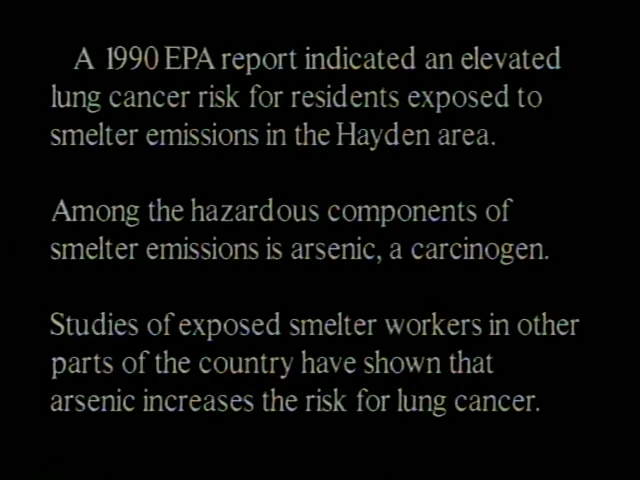 A 1990 EPA report indicated an elevated
lung cancer risk for residents exposed to
smelter emissions in the Hayden area.
Among the hazardous components of
smelter emissions is arsenic, a carcinogen.
Studies of exposed smelter workers in other
parts of the country have shown that
arsenic increases the risk for lung cancer.